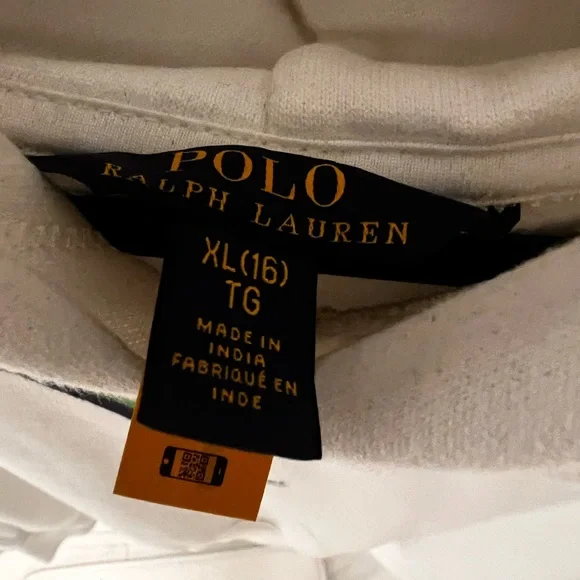 POLO
RALPH LAUREN
XL(16)
TG
MADE IN
INDIA
FABRIQUÉ EN
INDE